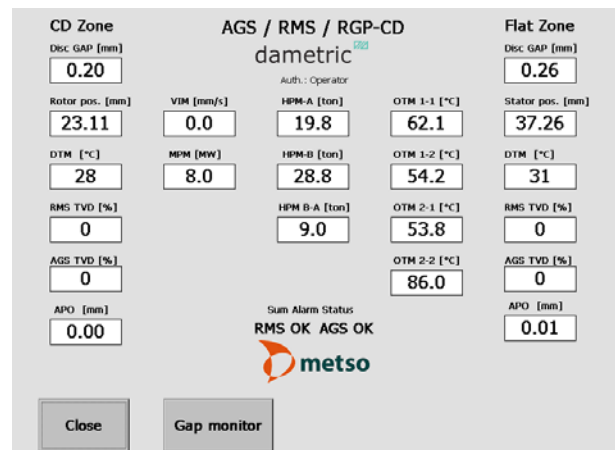 CD Zone AGS / RMS / RGP-CD Flat Zone
Disc GAP [mm] dametric Disc GAP [mm]
0.20 0.26
Auth.: Operator
Rotor pos. [mm] VIM [mm/s] HPM-A [ton] OTM 1-1 [°C] Stator pos. [mm]
23.11 0.0 19.8 62.1 37.26
DTM [°C] MPM [MW] HPM-B [ton] OTM 1-2 [°C] DTM [°C]
28 8.0 28.8 54.2 31
RMS TVD [%] HPM B-A [ton] OTM 2-1 [°C] RMS TVD [%]
0 9.0 53.8 0
AGS TVD [%] OTM 2-2 [°C] AGS TVD [%]
0 86.0 0
APO [mm] Sum Alarm Status APO [mm]
0.00 RMS OK AGS OK 0.01
metso
Close Gap monitor